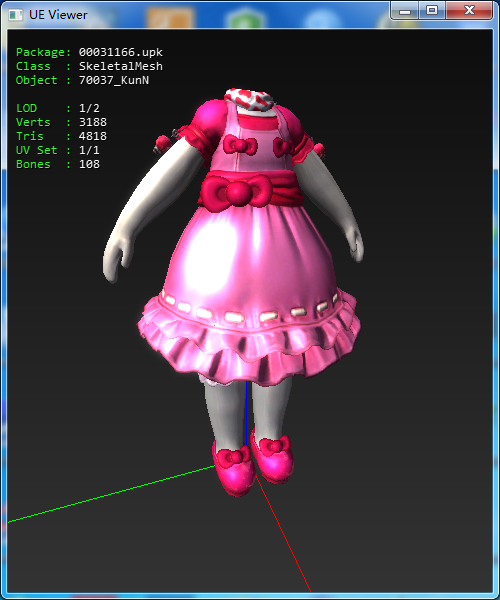 UE Viewer
Package: 00031166.upk
Class : SkeletalMesh
Object : 70037_KunN
LOD : 1/2
Verts : 3188
Tris : 4818
UV Set : 1/1
Bones : 108